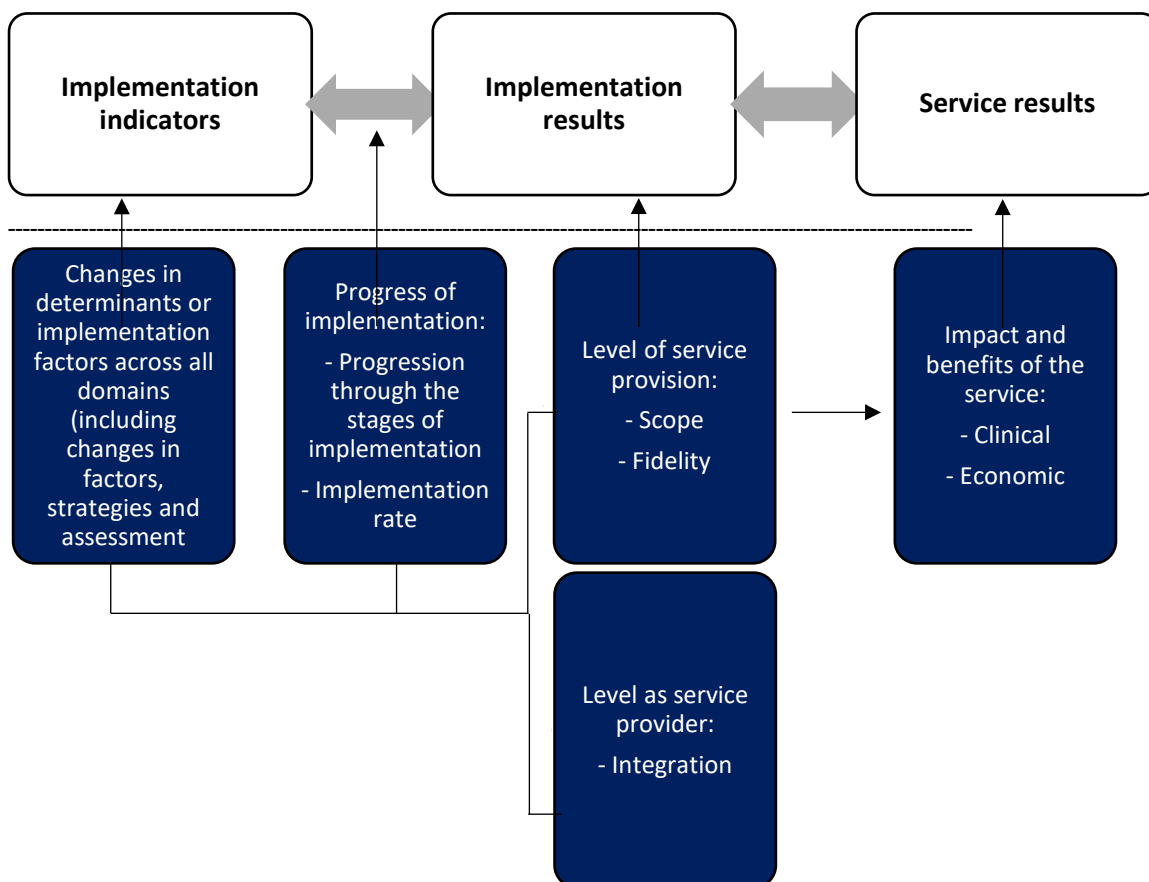 Implementation
indicators
Implementation
results
Service results
Changes in
determinants or
implementation
factors across all
domains
(including
changes in
factors,
strategies and
assessment
Progress of
implementation:
- Progression
through the
stages of
implementation
- Implementation
rate
Level of service
provision:
- Scope
- Fidelity
Impact and
benefits of the
service:
- Clinical
- Economic
Level as service
provider:
- Integration